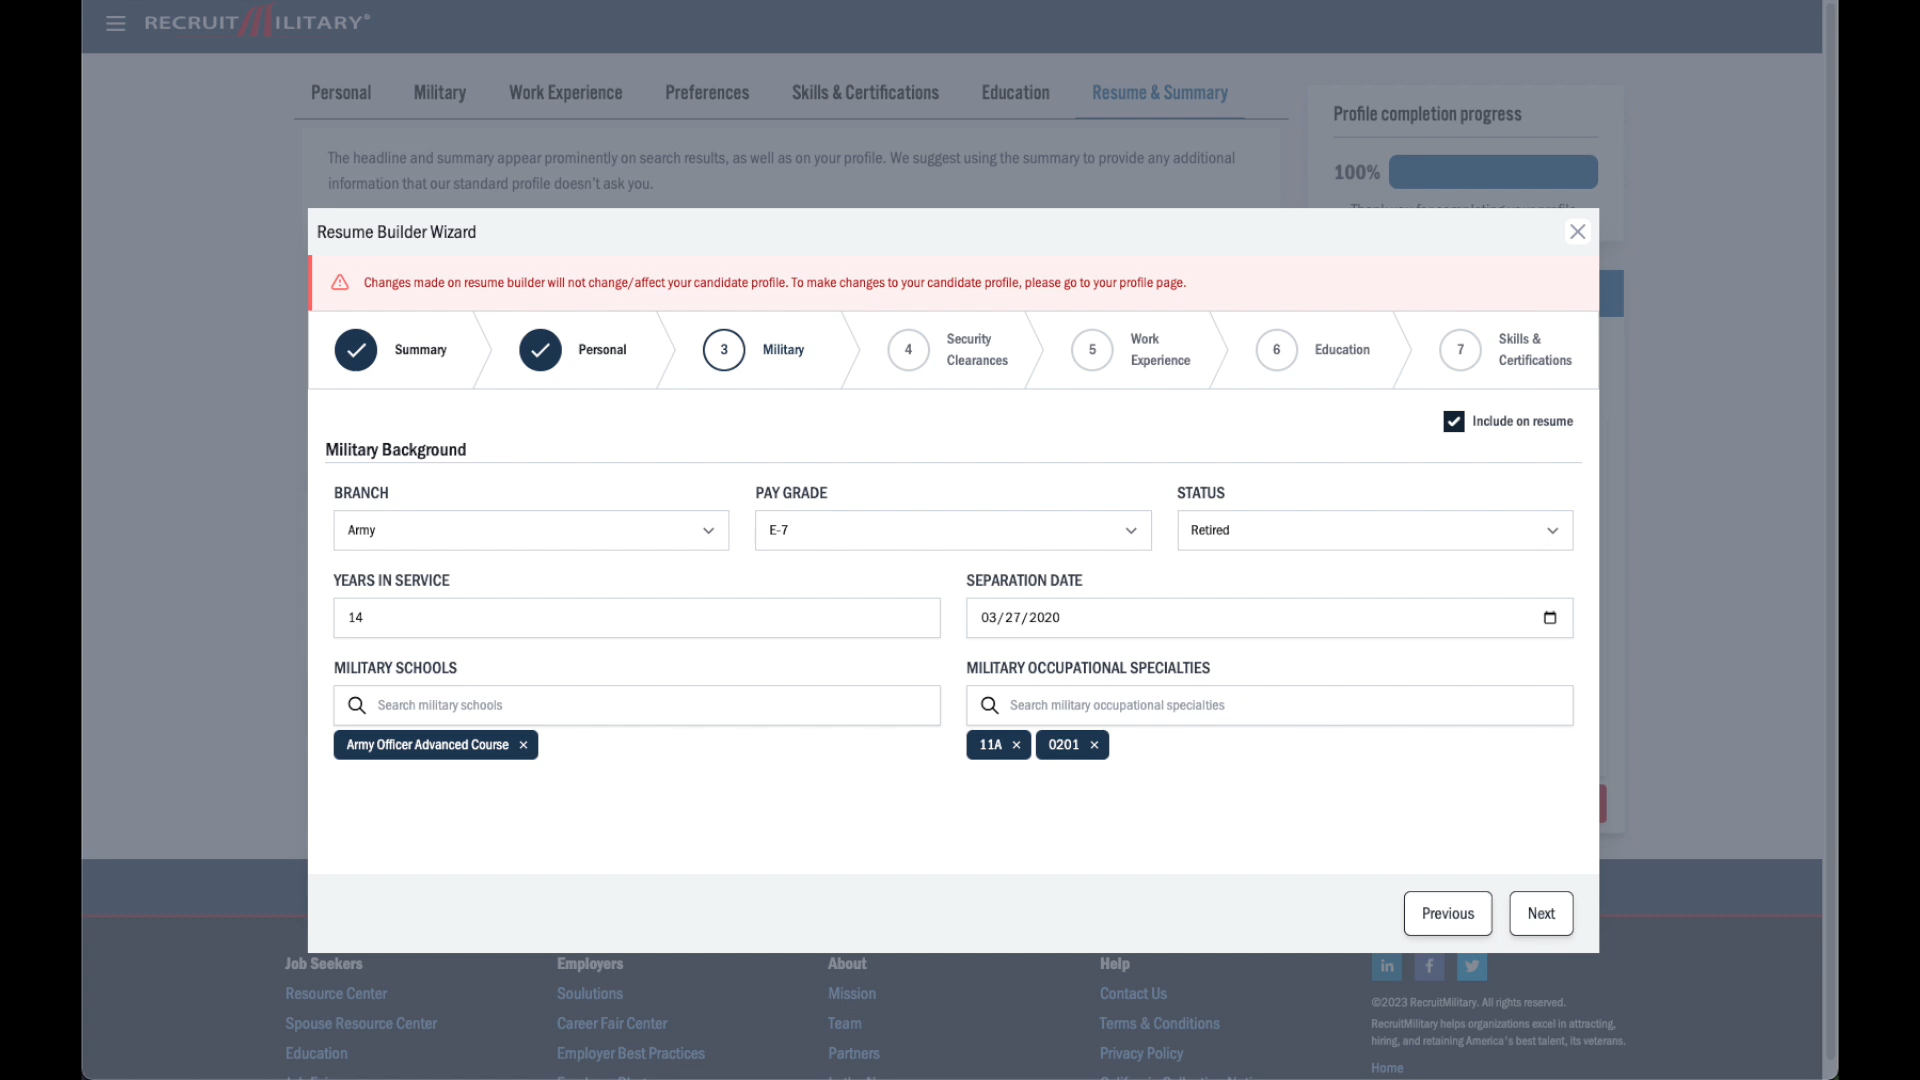 RECRUITMILITARY®
Personal Military Work Experience Preferences Skills & Certifications Education Resume & Summary
Profile completion progress
100%
The headline and summary appear prominently on search results, as well as on your profile. We suggest using the summary to provide any additional
information that our standard profile doesn't ask you.
Resume Builder Wizard
Changes made on resume builder will not change/affect your candidate profile. To make changes to your candidate profile, please go to your profile page.
Summary
Personal
3 Military
4 Security
Clearances
5 Work
Experience
6 Education
7 Skills &
Certifications
Include on resume
Military Background
BRANCH PAY GRADE STATUS
Army E-7 Retired
YEARS IN SERVICE SEPARATION DATE
14 03/27/2020
MILITARY SCHOOLS MILITARY OCCUPATIONAL SPECIALTIES
Search military schools Search military occupational specialties
Army Officer Advanced Course × 11A × 0201 ×
Previous Next
Job Seekers
Resource Center
Spouse Resource Center
Education
Employers
Soulutions
Career Fair Center
Employer Best Practices
About
Mission
Team
Partners
Help
Contact Us
Terms & Conditions
Privacy Policy
in f
©2023 RecruitMilitary. All rights reserved.
RecruitMilitary helps organizations excel in attracting,
hiring, and retaining America's best talent, its veterans.
Home